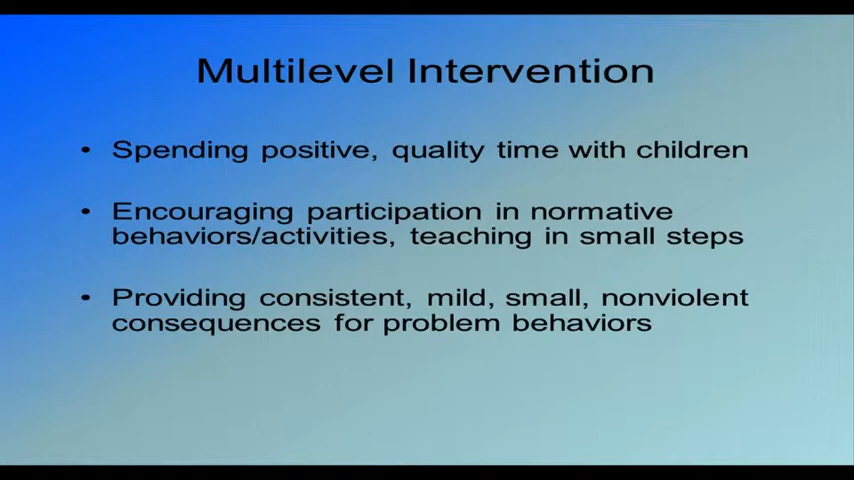 Multilevel Intervention
• Spending positive, quality time with children
• Encouraging participation in normative
behaviors/activities, teaching in small steps
• Providing consistent, mild, small, nonviolent
consequences for problem behaviors